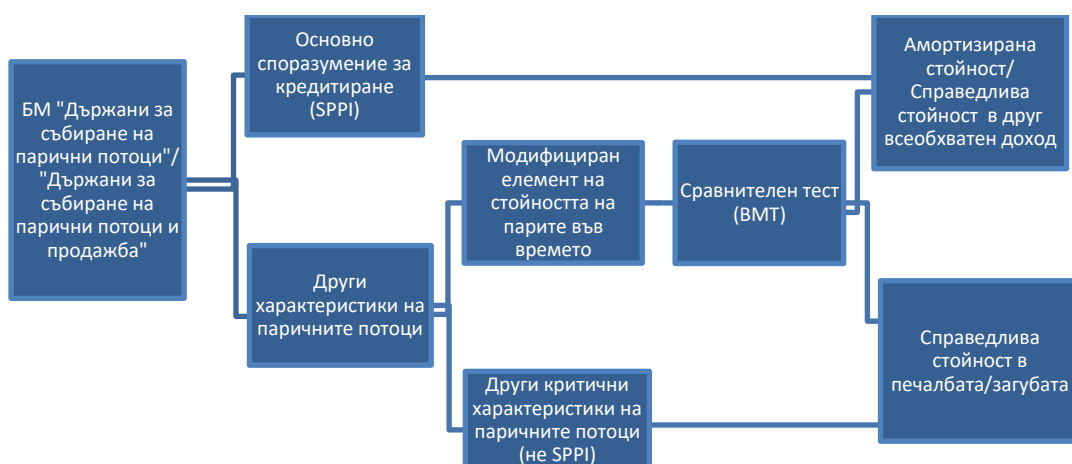 БМ "Държани за
събиране на
парични потоци"/
"Държани за
събиране на
парични потоци и
продажба"
Основно
споразумение за
кредитиране
(SPPI)
Други
характеристики на
паричните потоци
Модифициран
елемент на
стойността на
парите във
времето
Други критични
характеристики на
паричните потоци
(не SPPI)
Сравнителен тест
(BMT)
Амортизирана
стойност/
Справедлива
стойност в друг
всеобхватен доход
Справедлива
стойност в
печалбата/загубата